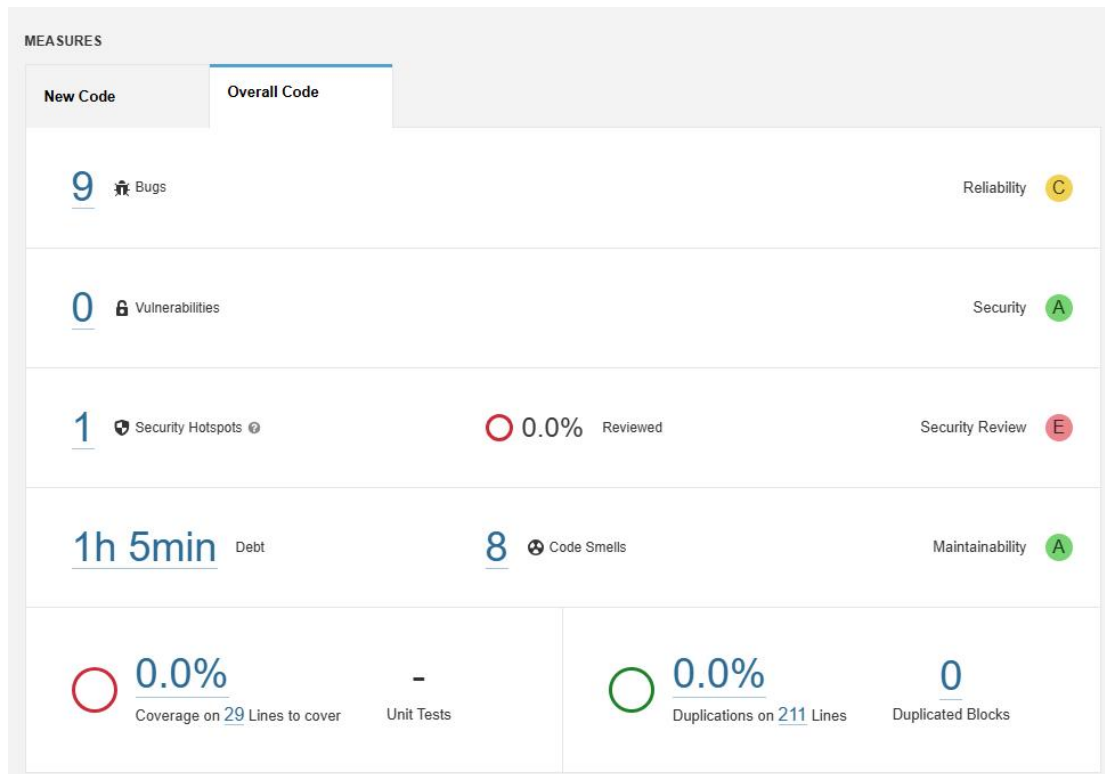 MEASURES
New Code
Overall Code
9 Bugs Reliability C
0 Vulnerabilities Security A
1 Security Hotspots ? 0.0% Reviewed Security Review E
1h 5min Debt 8 Code Smells Maintainability A
0.0% -
Coverage on 29 Lines to cover Unit Tests
0.0% 0
Duplications on 211 Lines Duplicated Blocks